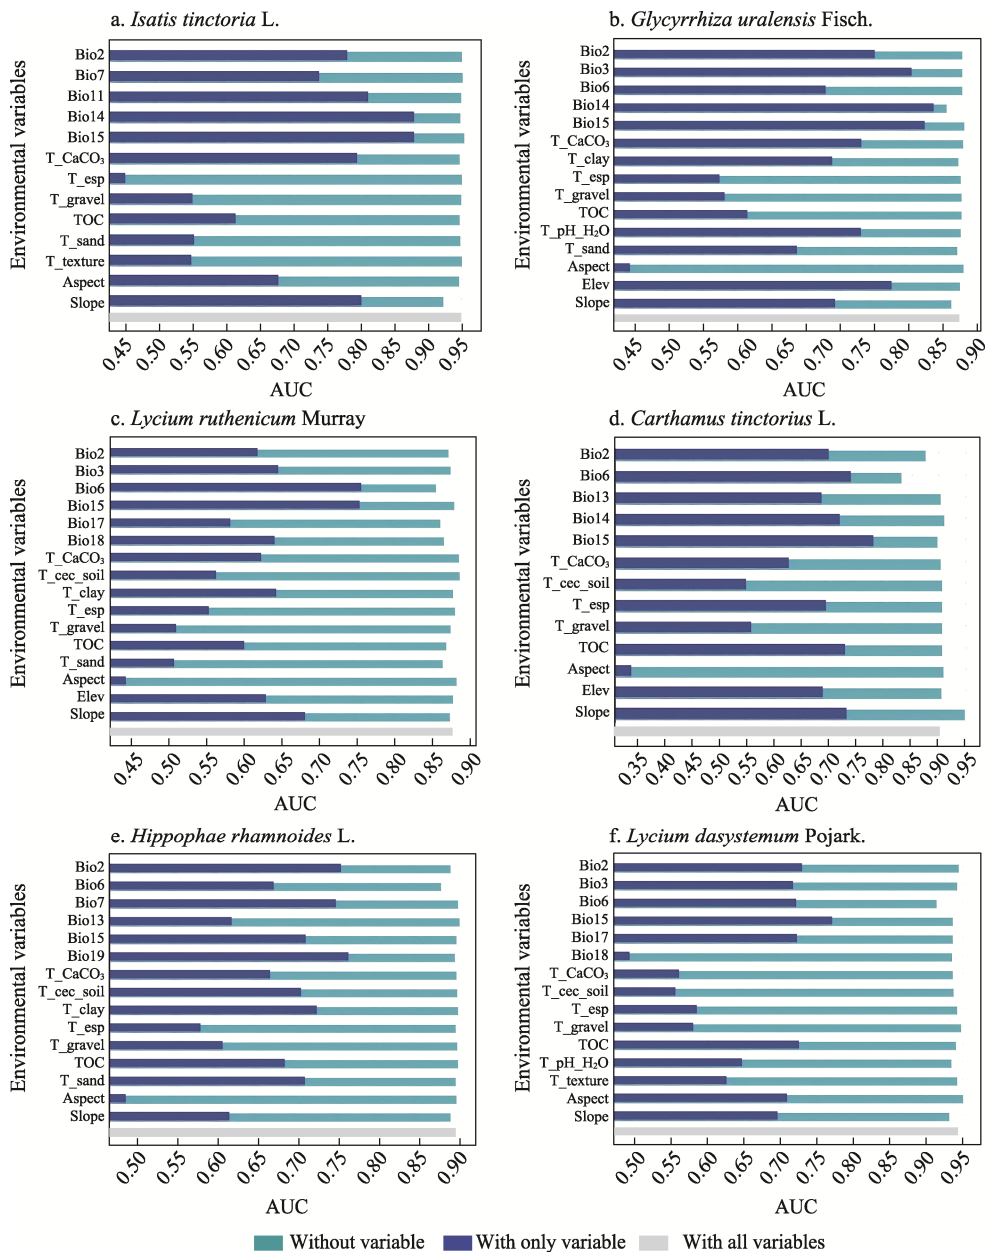 a. Isatis tinctoria L.
Environmental variables
Bio2
Bio7
Bio11
Bio14
Bio15
T_CaCO₃
T_esp
T_gravel
TOC
T_sand
T_texture
Aspect
Slope
0.45 0.50 0.55 0.60 0.65 0.70 0.75 0.80 0.85 0.90 0.95
AUC
b. Glycyrrhiza uralensis Fisch.
Environmental variables
Bio2
Bio3
Bio6
Bio14
Bio15
T_CaCO₃
T_clay
T_esp
T_gravel
TOC
T_pH_H₂O
T_sand
Aspect
Elev
Slope
0.45 0.55 0.60 0.65 0.70 0.70 0.75 0.80 0.85 0.85 0.90
AUC
c. Lycium ruthenicum Murray
Environmental variables
Bio2
Bio3
Bio6
Bio15
Bio17
Bio18
T_CaCO₃
T_cec_soil
T_clay
T_esp
T_gravel
TOC
T_sand
Aspect
Elev
Slope
0.45 0.50 0.55 0.60 0.65 0.70 0.75 0.80 0.85 0.90
AUC
d. Carthamus tinctorius L.
Environmental variables
Bio2
Bio6
Bio13
Bio14
Bio15
T_CaCO₃
T_cec_soil
T_esp
T_gravel
TOC
Aspect
Elev
Slope
0.35 0.40 0.45 0.50 0.55 0.60 0.65 0.70 0.75 0.80 0.85 0.90 0.95
AUC
e. Hippophae rhamnoides L.
Environmental variables
Bio2
Bio6
Bio7
Bio13
Bio15
Bio19
T_CaCO₃
T_cec_soil
T_clay
T_esp
T_gravel
TOC
T_sand
Aspect
Slope
0.50 0.55 0.60 0.65 0.70 0.75 0.80 0.85 0.90
AUC
f. Lycium dasystemum Pojark.
Environmental variables
Bio2
Bio3
Bio6
Bio15
Bio17
Bio18
T_CaCO₃
T_cec_soil
T_esp
T_gravel
TOC
T_pH_H₂O
T_texture
Aspect
Slope
0.50 0.55 0.60 0.65 0.70 0.75 0.80 0.85 0.90 0.95
AUC
Without variable With only variable With all variables